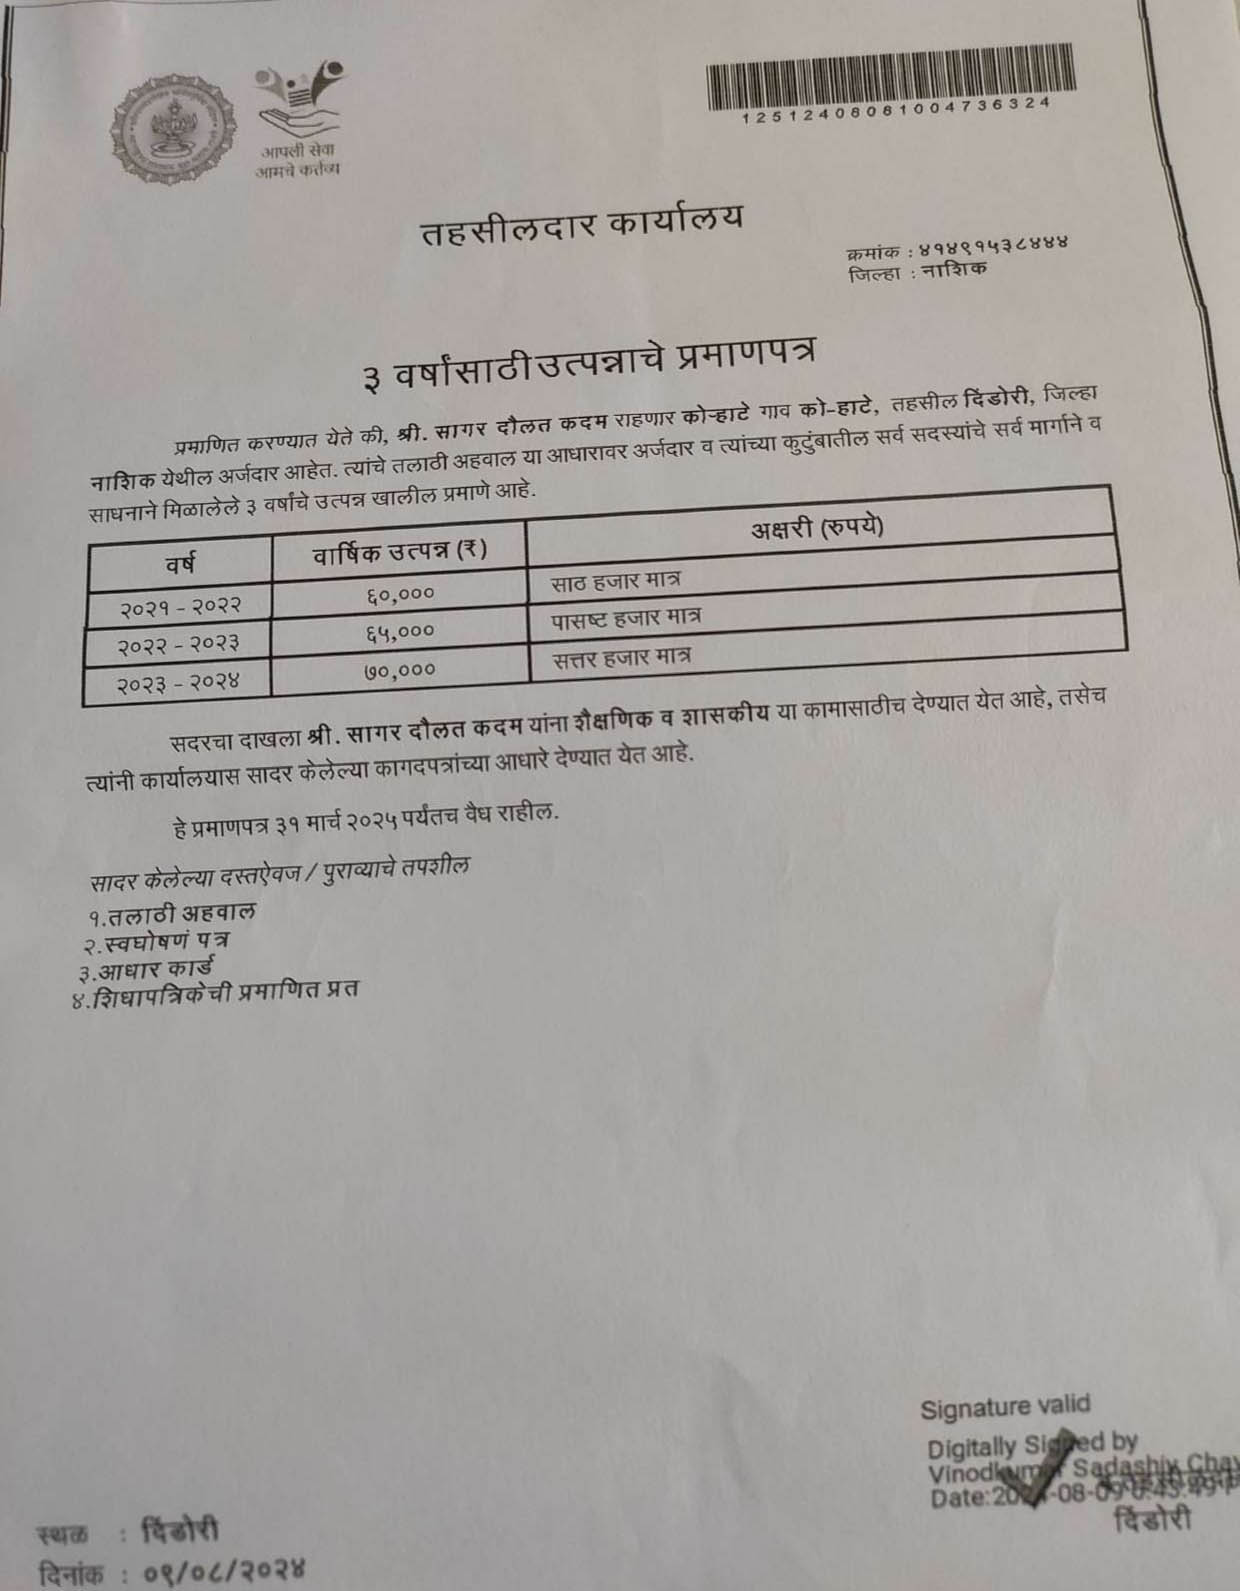 आपली सेवा
आमचे कर्तव्य
12512408081004736324
तहसीलदार कार्यालय
क्रमांक : ४१४९१५३८४४४
जिल्हा : नाशिक
३ वर्षांसाठी उत्पन्नाचे प्रमाणपत्र
प्रमाणित करण्यात येते की, श्री. सागर दौलत कदम राहणार कोऱ्हाटे गाव को-हाटे, तहसील दिंडोरी, जिल्हा
नाशिक येथील अर्जदार आहेत. त्यांचे तलाठी अहवाल या आधारावर अर्जदार व त्यांच्या कुटुंबातील सर्व सदस्यांचे सर्व मार्गाने व
साधनाने मिळालेले ३ वर्षांचे उत्पन्न खालील प्रमाणे आहे.
वर्ष वार्षिक उत्पन्न (₹) अक्षरी (रुपये)
२०२१ - २०२२ ६०,००० साठ हजार मात्र
२०२२ - २०२३ ६५,००० पासष्ट हजार मात्र
२०२३ - २०२४ ७०,००० सत्तर हजार मात्र
सदरचा दाखला श्री. सागर दौलत कदम यांना शैक्षणिक व शासकीय या कामासाठीच देण्यात येत आहे, तसेच
त्यांनी कार्यालयास सादर केलेल्या कागदपत्रांच्या आधारे देण्यात येत आहे.
हे प्रमाणपत्र ३१ मार्च २०२५ पर्यंतच वैध राहील.
सादर केलेल्या दस्तऐवज / पुराव्याचे तपशील
१.तलाठी अहवाल
२.स्वघोषणं पत्र
३.आधार कार्ड
४.शिधापत्रिकेची प्रमाणित प्रत
Signature valid
Digitally Signed by
Vinodkumar Sadashiv
Date:2024-08-09
दिंडोरी
स्थळ : दिंडोरी
दिनांक : ०९/०८/२०२४